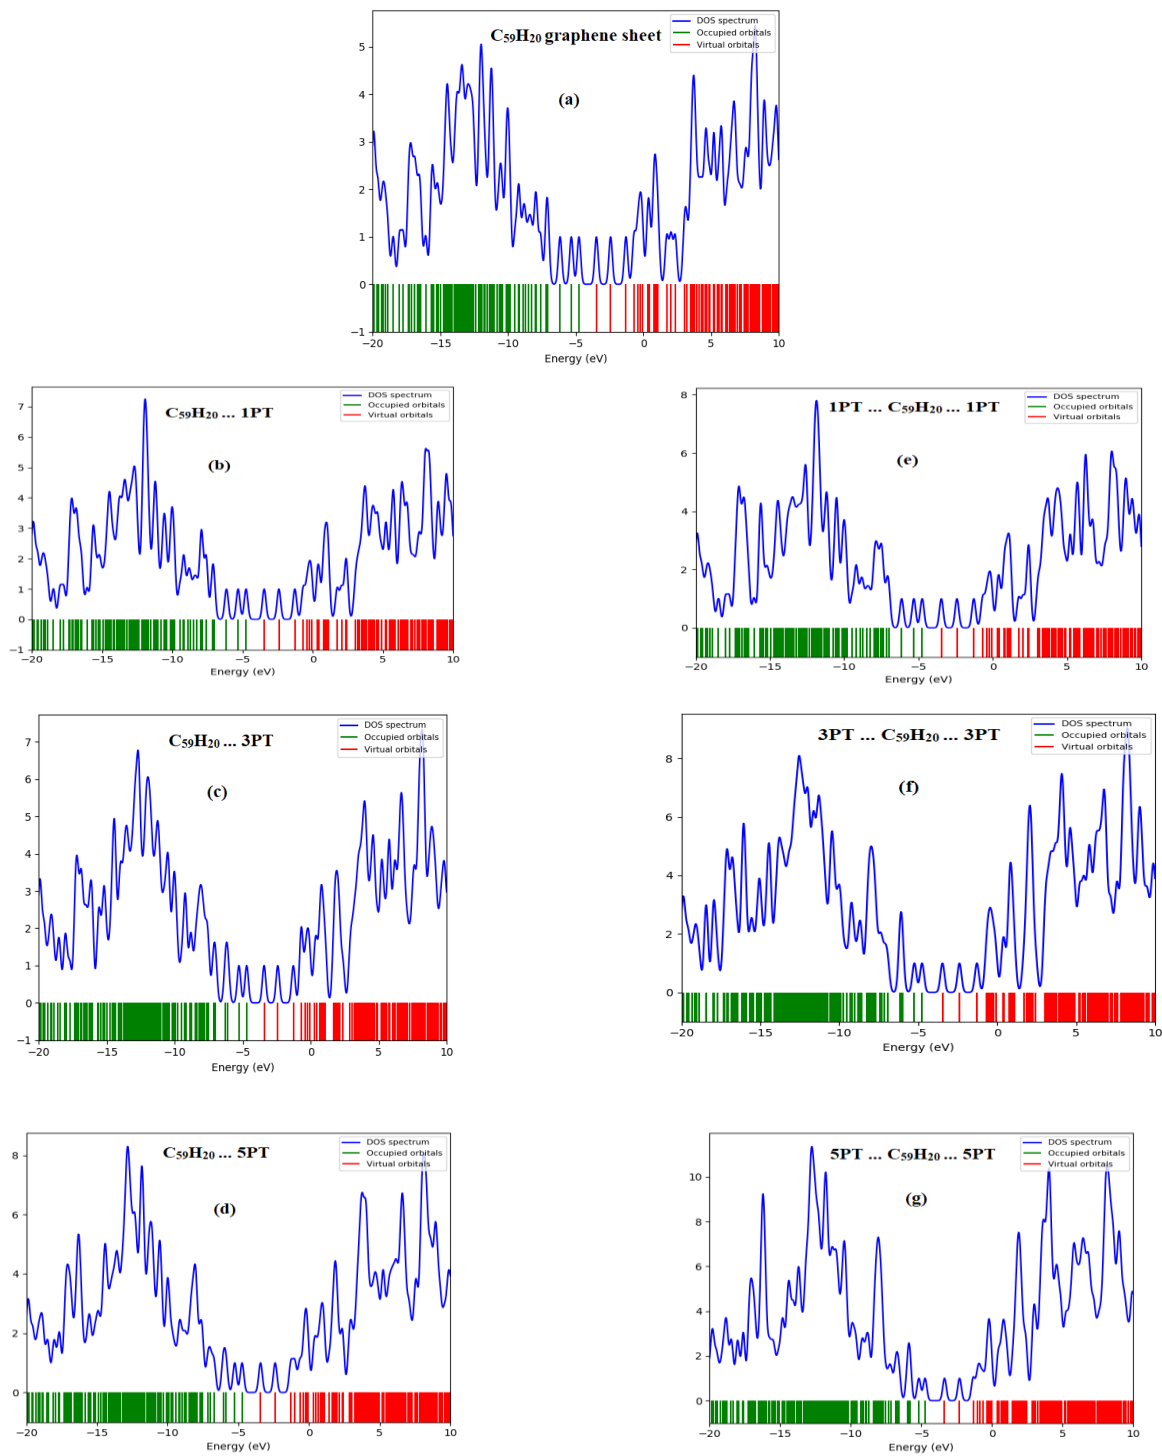 C₅₉H₂₀ graphene sheet
DOS spectrum
Occupied orbitals
Virtual orbitals
(a)
5
4
3
2
1
0
−1
−20 −15 −10 −5 0 5 10
Energy (eV)
C₅₉H₂₀ ... 1PT
DOS spectrum
Occupied orbitals
Virtual orbitals
(b)
7
6
5
4
3
2
1
0
−1
−20 −15 −10 −5 0 5 10
Energy (eV)
1PT ... C₅₉H₂₀ ... 1PT
DOS spectrum
Occupied orbitals
Virtual orbitals
(e)
8
6
4
2
0
−20 −15 −10 −5 0 5 10
Energy (eV)
C₅₉H₂₀ ... 3PT
DOS spectrum
Occupied orbitals
Virtual orbitals
(c)
7
6
5
4
3
2
1
0
−1
−20 −15 −10 −5 0 5 10
Energy (eV)
3PT ... C₅₉H₂₀ ... 3PT
DOS spectrum
Occupied orbitals
Virtual orbitals
(f)
8
6
4
2
0
−20 −15 −10 −5 0 5 10
Energy (eV)
C₅₉H₂₀ ... 5PT
DOS spectrum
Occupied orbitals
Virtual orbitals
(d)
8
6
4
2
0
−20 −15 −10 −5 0 5 10
Energy (eV)
5PT ... C₅₉H₂₀ ... 5PT
DOS spectrum
Occupied orbitals
Virtual orbitals
(g)
10
8
6
4
2
0
−20 −15 −10 −5 0 5 10
Energy (eV)